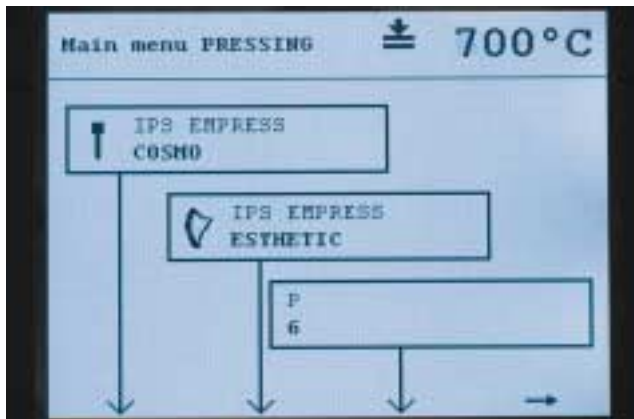 Main menu PRESSING
700°C
IPS EMPRESS
COSMO
IPS EMPRESS
ESTHETIC
P
6